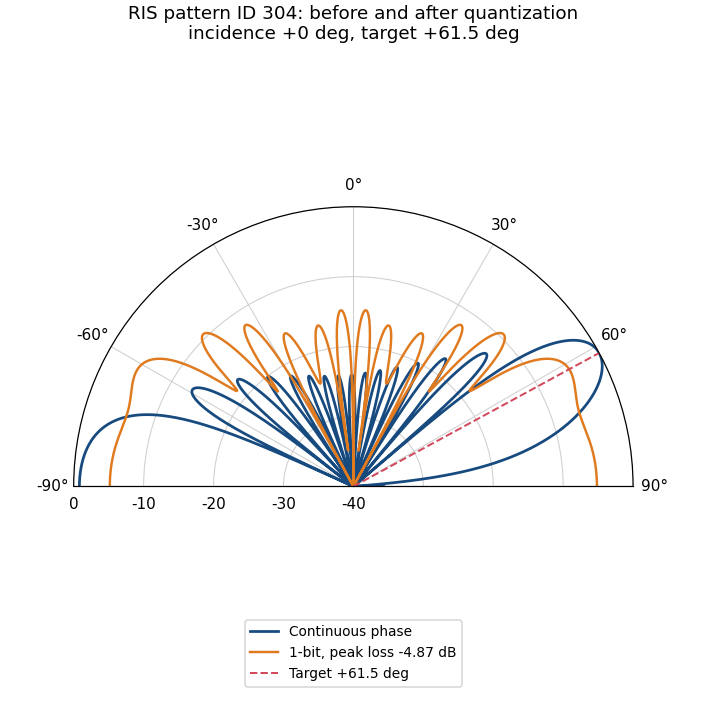 RIS pattern ID 304: before and after quantization
incidence +0 deg, target +61.5 deg
0°
-30°
30°
-60°
60°
-90°
90°
0
-10
-20
-30
-40
Continuous phase
1-bit, peak loss -4.87 dB
Target +61.5 deg